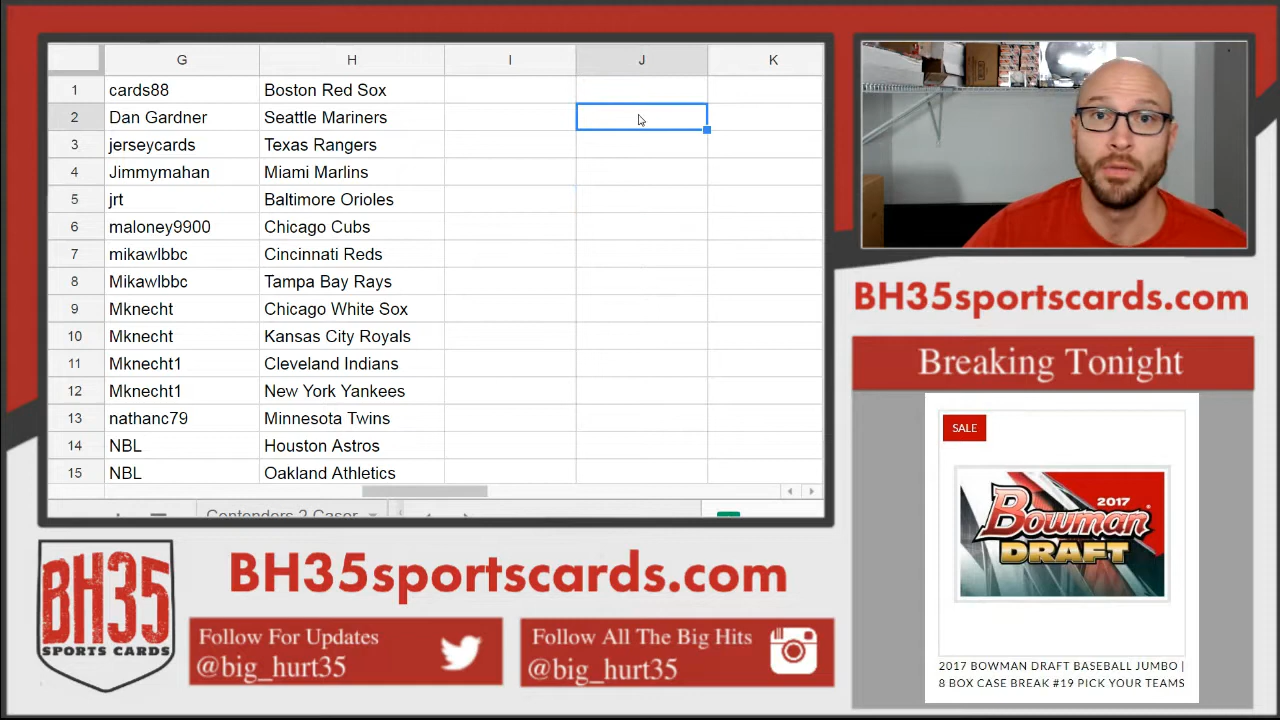 G H I J K
1 cards88 Boston Red Sox
2 Dan Gardner Seattle Mariners
3 jerseycards Texas Rangers
4 Jimmymahan Miami Marlins
5 jrt Baltimore Orioles
6 maloney9900 Chicago Cubs
7 mikawlbbc Cincinnati Reds
8 Mikawlbbc Tampa Bay Rays
9 Mknecht Chicago White Sox
10 Mknecht Kansas City Royals
11 Mknecht1 Cleveland Indians
12 Mknecht1 New York Yankees
13 nathanc79 Minnesota Twins
14 NBL Houston Astros
15 NBL Oakland Athletics
Contenders 2 Caser
BH35sportscards.com
Breaking Tonight
SALE
2017
Bowman
DRAFT
2017 BOWMAN DRAFT BASEBALL JUMBO |
8 BOX CASE BREAK #19 PICK YOUR TEAMS
BH35
SPORTS CARDS
BH35sportscards.com
Follow For Updates
@big_hurt35
Follow All The Big Hits
@big_hurt35